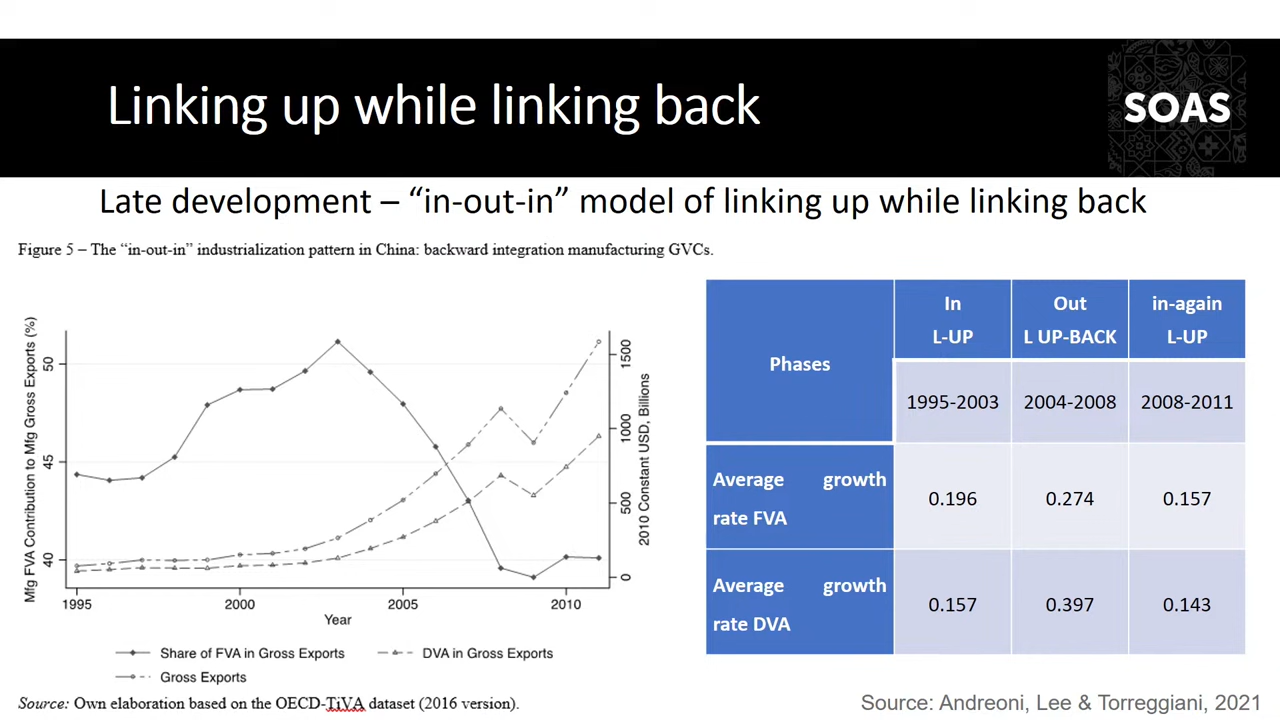 Linking up while linking back
SOAS
Late development – “in-out-in” model of linking up while linking back
Figure 5 – The “in-out-in” industrialization pattern in China: backward integration manufacturing GVCs.
Mfg FVA Contribution to Mfg Gross Exports (%)
50
45
40
1500
1000
500
0
2010 Constant USD, Billions
1995
2000
2005
2010
Year
Share of FVA in Gross Exports
DVA in Gross Exports
Gross Exports
Source: Own elaboration based on the OECD-TiVA dataset (2016 version).
Phases
In
L-UP
Out
L UP-BACK
in-again
L-UP
1995-2003
2004-2008
2008-2011
Average growth
rate FVA
0.196
0.274
0.157
Average growth
rate DVA
0.157
0.397
0.143
Source: Andreoni, Lee & Torreggiani, 2021